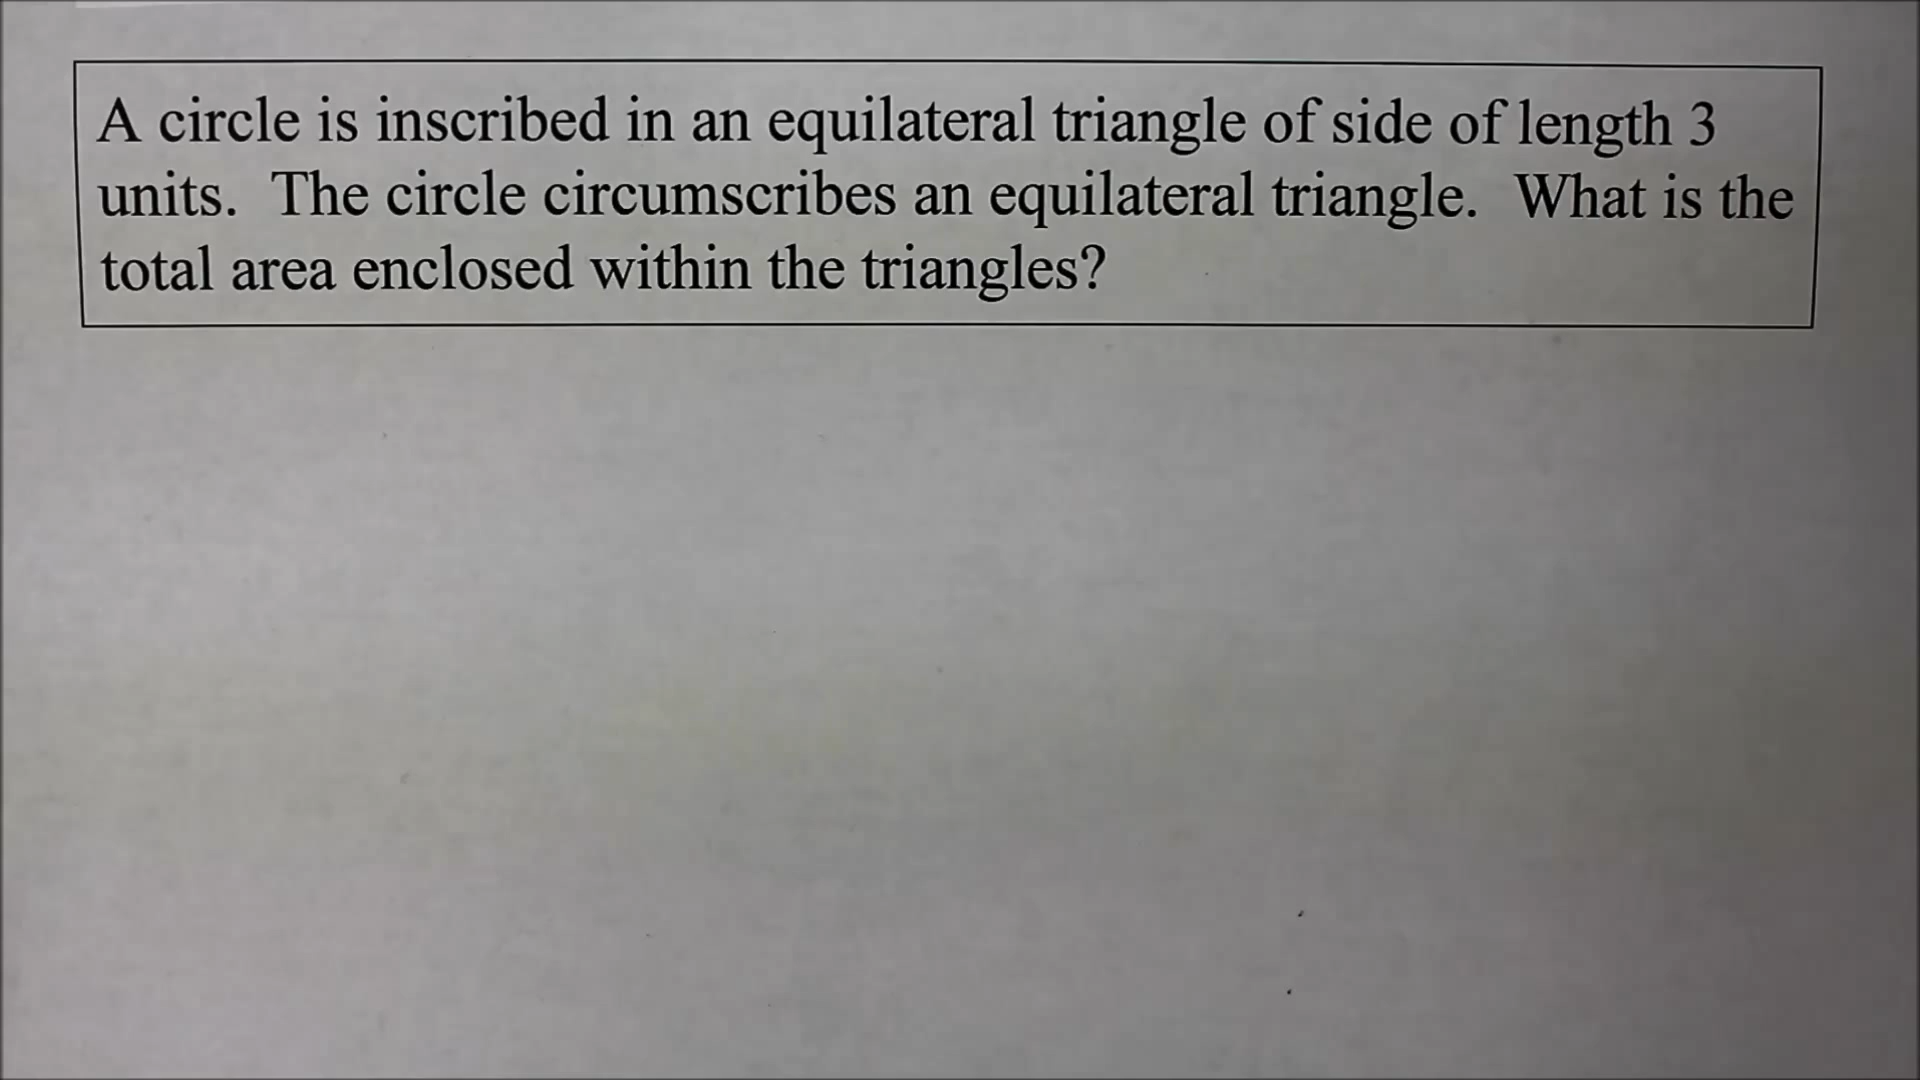 A circle is inscribed in an equilateral triangle of side of length 3
units.  The circle circumscribes an equilateral triangle.  What is the
total area enclosed within the triangles?